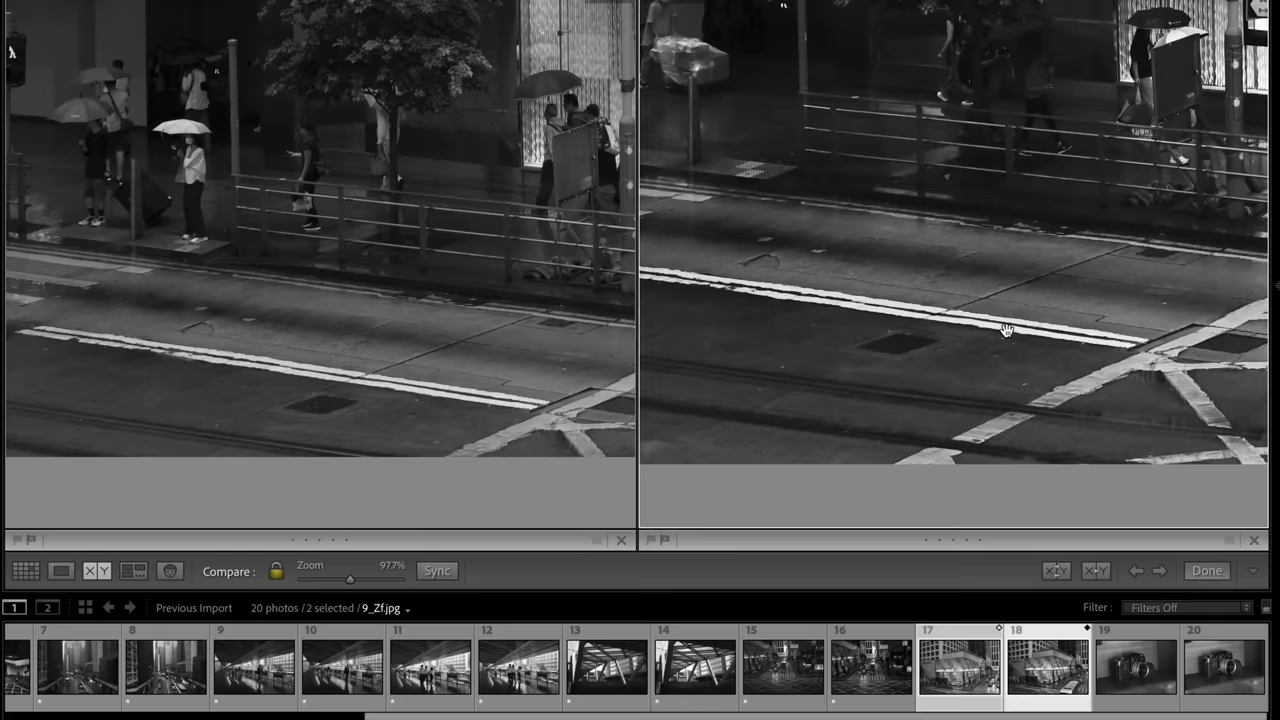 X Y
Compare :
Zoom 97.7%
Sync
X Y
X Y
Done
1 2
Previous Import 20 photos / 2 selected / 9_Zf.jpg
Filter : Filters Off
7 8 9 10 11 12 13 14 15 16 17 18 19 20